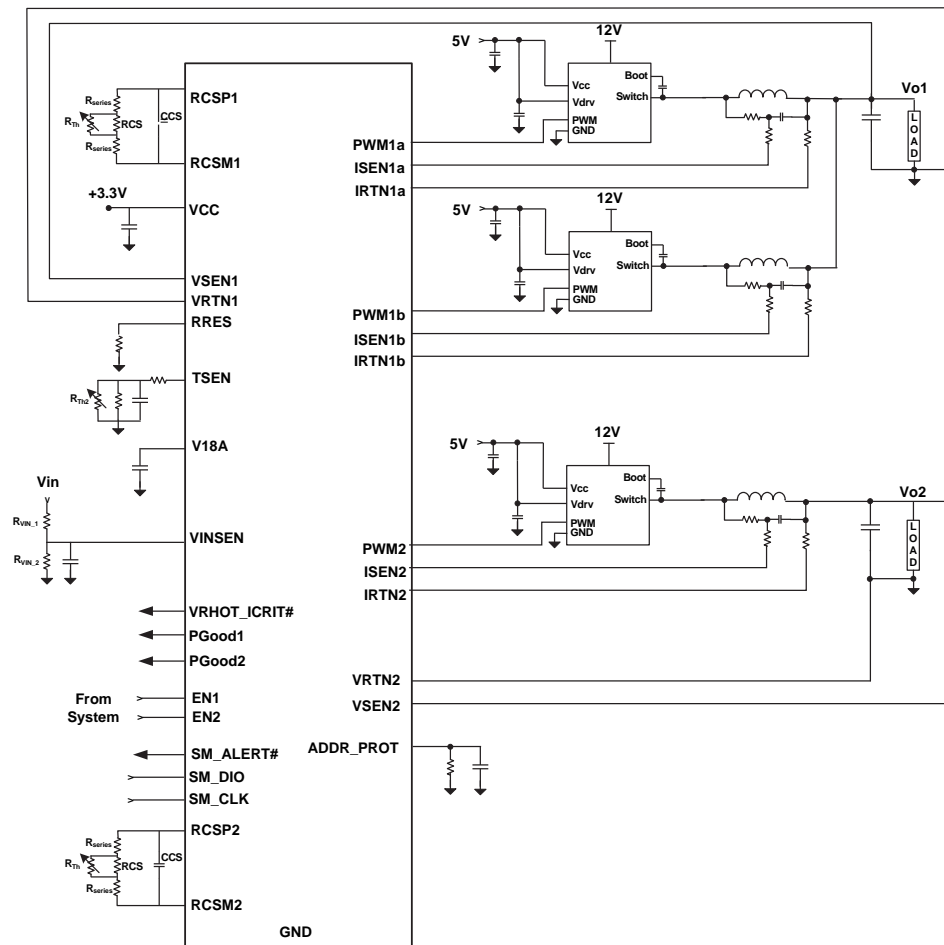 RCSP1
Rseries
RTh
RCS
CCS
Rseries
RCSM1
+3.3V
VCC
VSEN1
VRTN1
RRES
TSEN
RTh2
V18A
Vin
RVIN_1
VINSEN
RVIN_2
VRHOT_ICRIT#
PGood1
PGood2
From
System
EN1
EN2
SM_ALERT#
SM_DIO
SM_CLK
RCSP2
Rseries
RTh
RCS
CCS
Rseries
RCSM2
GND
PWM1a
ISEN1a
IRTN1a
PWM1b
ISEN1b
IRTN1b
PWM2
ISEN2
IRTN2
VRTN2
VSEN2
ADDR_PROT
5V
12V
Boot
Vcc
Switch
Vdrv
PWM
GND
Vo1
LOAD
5V
12V
Boot
Vcc
Switch
Vdrv
PWM
GND
5V
12V
Boot
Vcc
Switch
Vdrv
PWM
GND
Vo2
LOAD